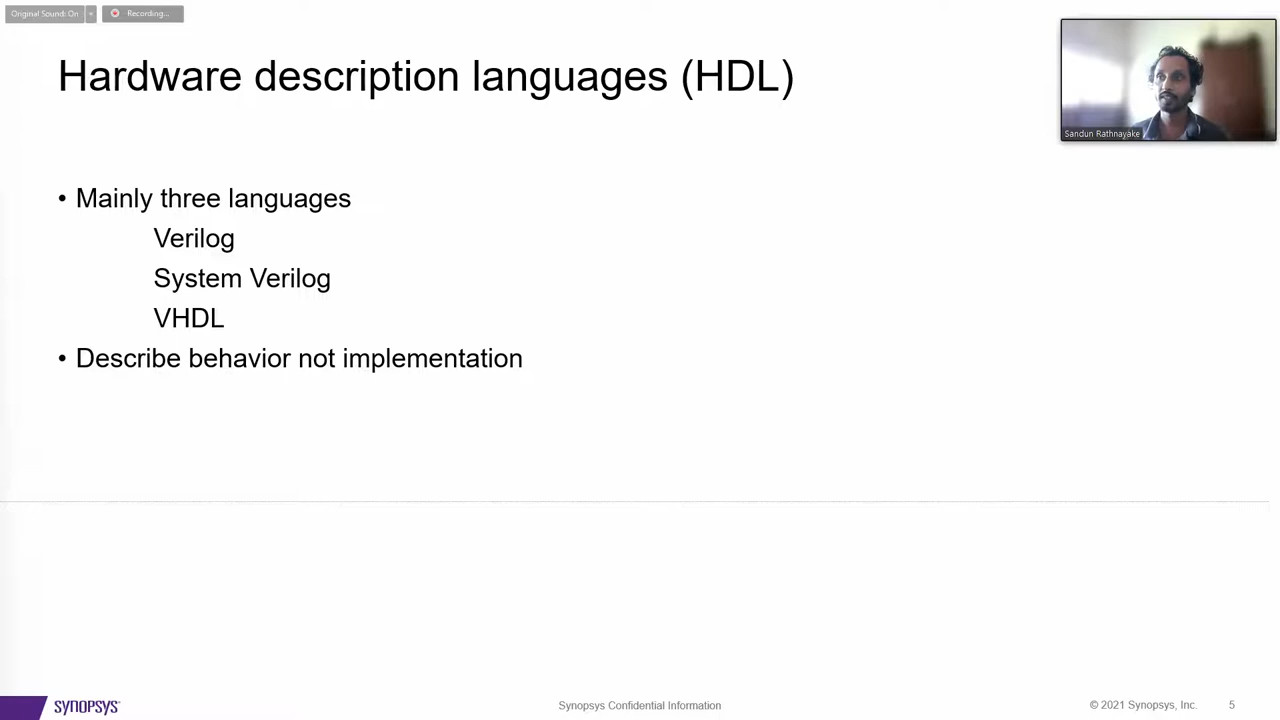 Original Sound: On
Recording...
Hardware description languages (HDL)
Sandun Rathnayake
• Mainly three languages
Verilog
System Verilog
VHDL
• Describe behavior not implementation
SYNOPSYS
Synopsys Confidential Information
© 2021 Synopsys, Inc.
5